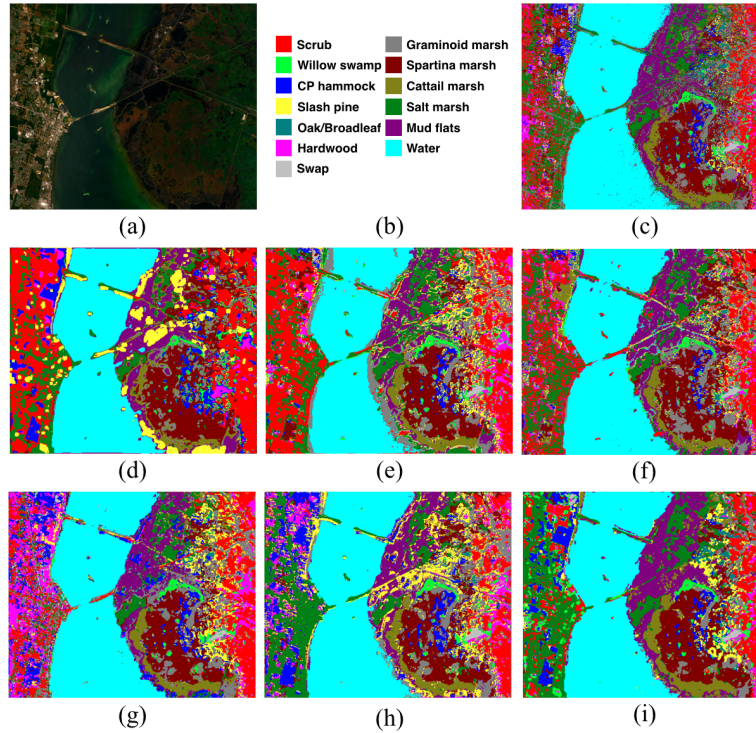 Scrub
Graminoid marsh
Willow swamp
Spartina marsh
CP hammock
Cattail marsh
Slash pine
Salt marsh
Oak/Broadleaf
Mud flats
Hardwood
Water
Swap
(a)
(b)
(c)
(d)
(e)
(f)
(g)
(h)
(i)